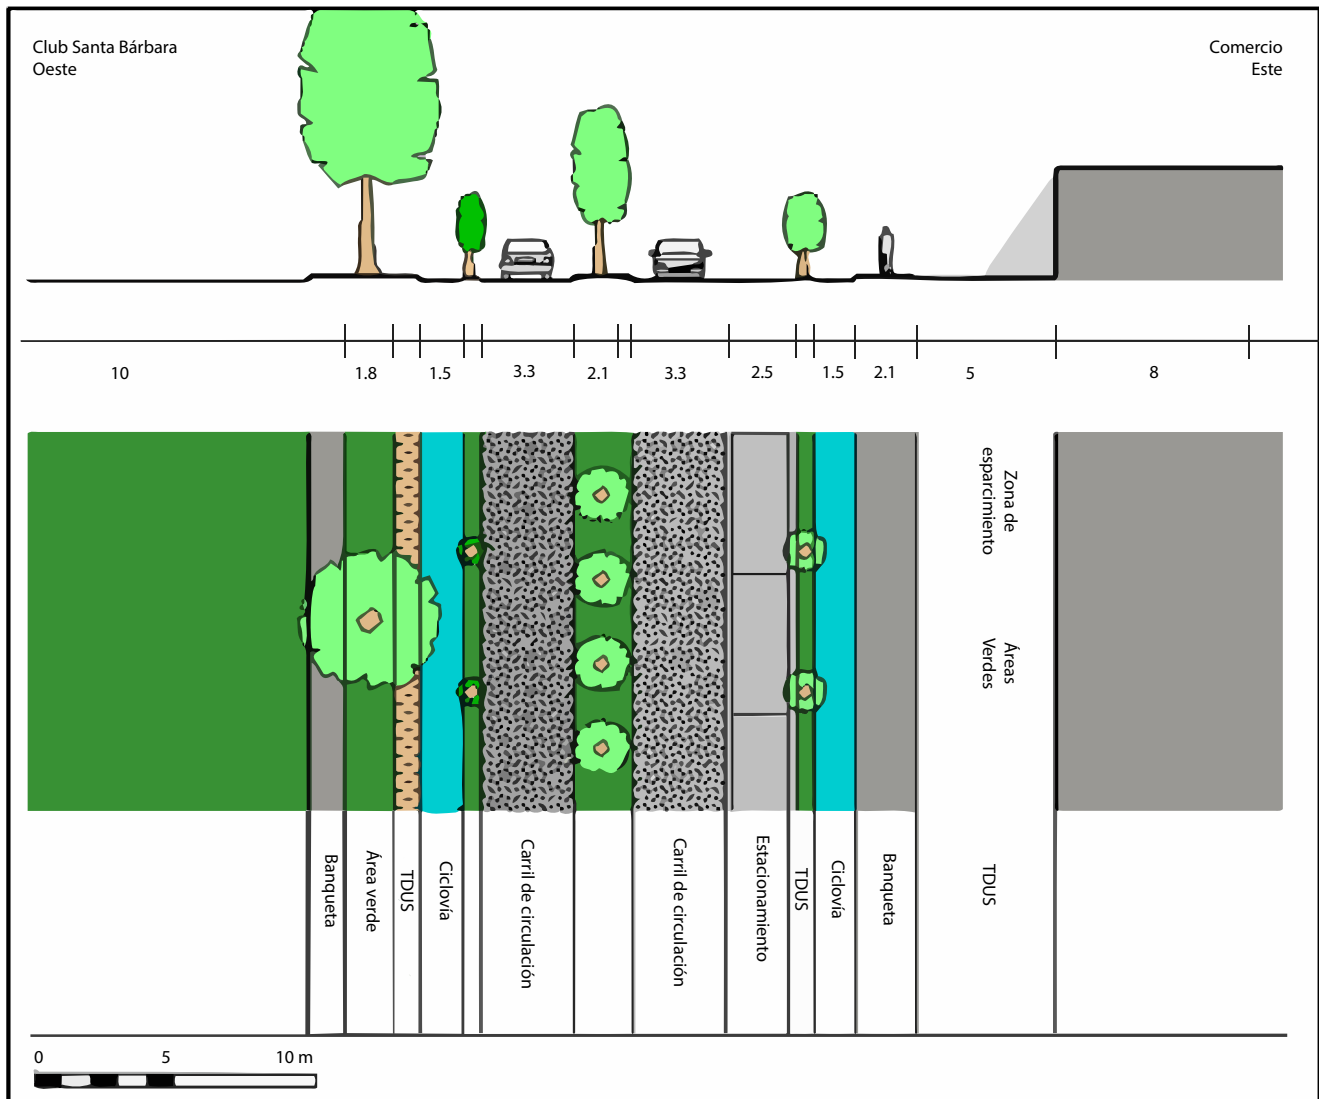 Club Santa Bárbara
Oeste
Comercio
Este
10
1.8
1.5
3.3
2.1
3.3
2.5
1.5
2.1
5
8
Zona de
esparcimiento
Áreas
Verdes
Banqueta
Área verde
TDUS
Ciclovía
Carril de circulación
Carril de circulación
Estacionamiento
TDUS
Ciclovía
Banqueta
TDUS
0
5
10 m